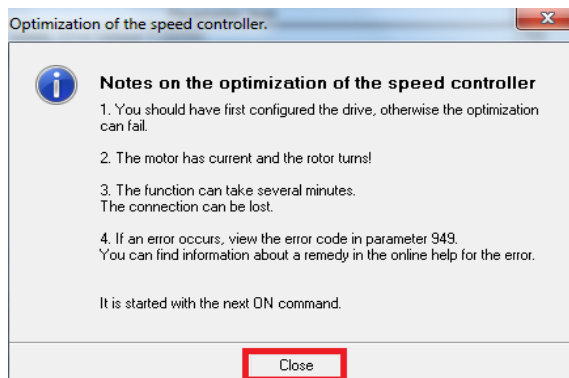 Optimization of the speed controller.
Notes on the optimization of the speed controller
1. You should have first configured the drive, otherwise the optimization
can fail.
2. The motor has current and the rotor turns!
3. The function can take several minutes.
The connection can be lost.
4. If an error occurs, view the error code in parameter 949.
You can find information about a remedy in the online help for the error.
It is started with the next ON command.
Close